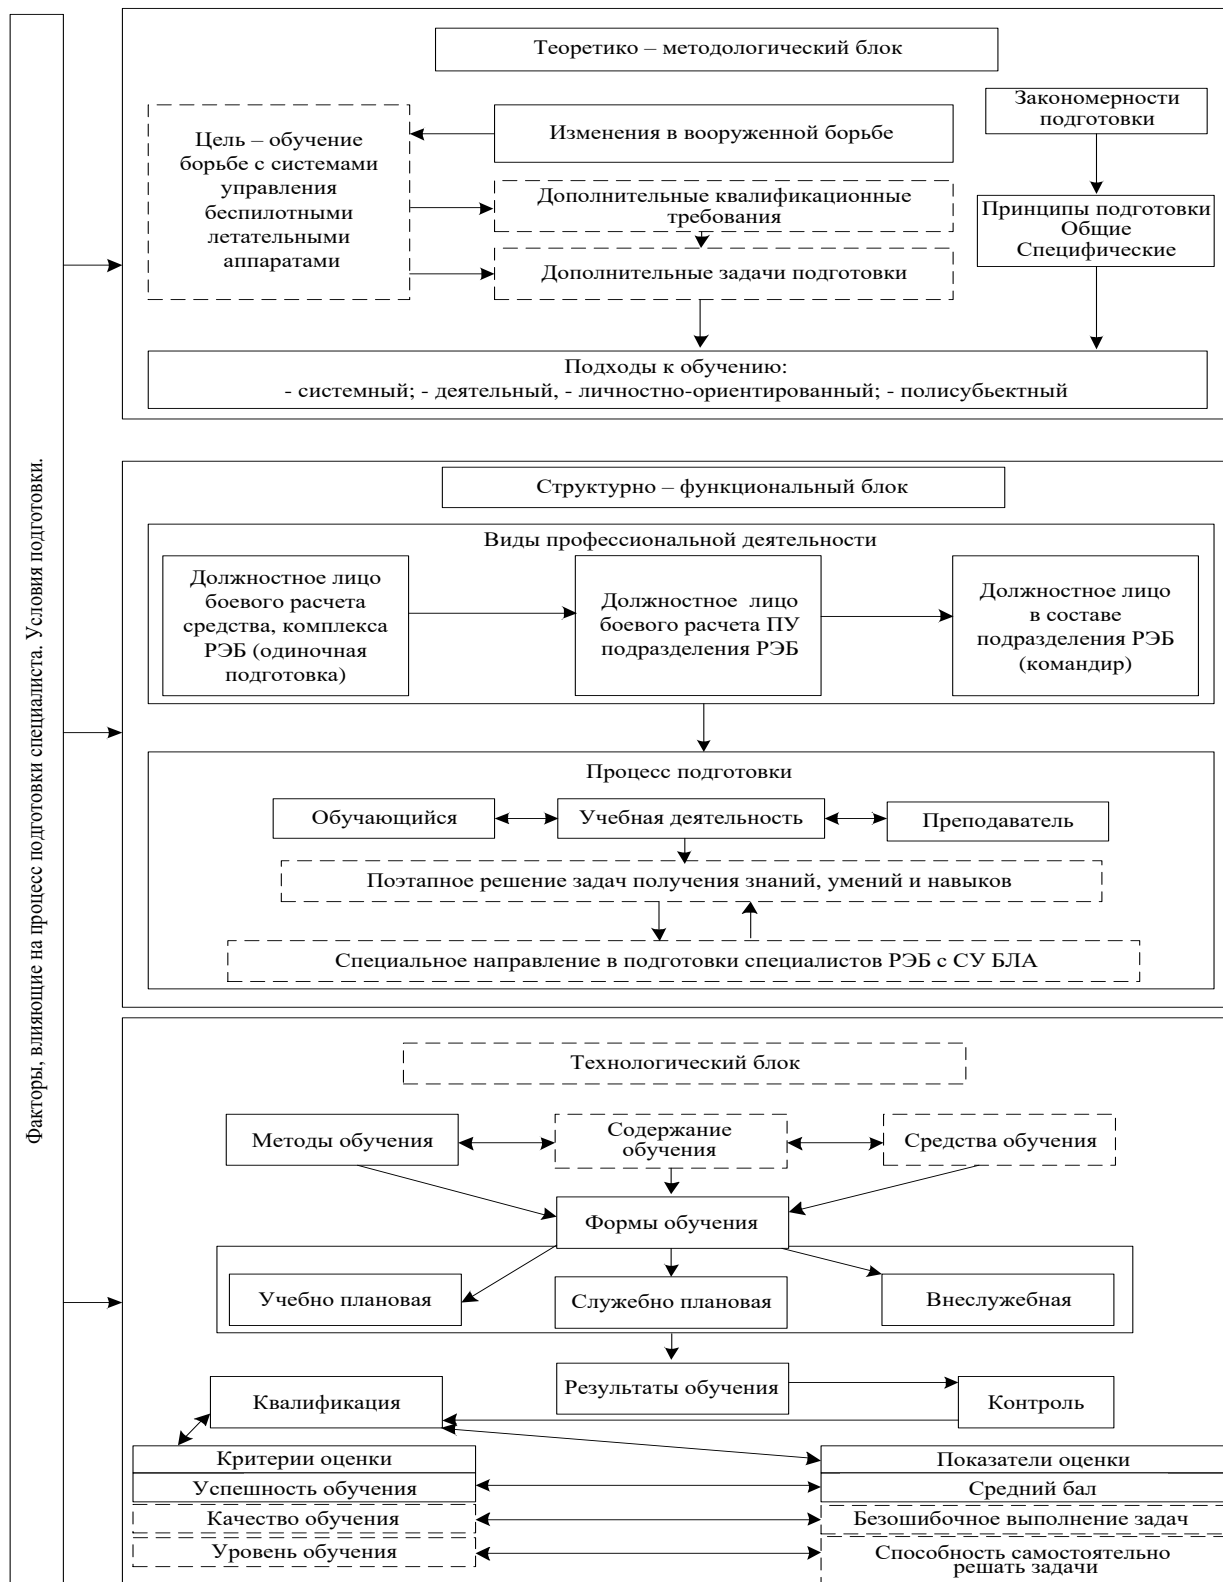 Факторы, влияющие на процесс подготовки специалиста. Условия подготовки.
Теоретико – методологический блок
Цель – обучение
борьбе с системами
управления
беспилотными
летательными
аппаратами
Изменения в вооруженной борьбе
Дополнительные квалификационные
требования
Дополнительные задачи подготовки
Закономерности
подготовки
Принципы подготовки
Общие
Специфические
Подходы к обучению:
- системный; - деятельный, - личностно-ориентированный; - полисубьектный
Структурно – функциональный блок
Виды профессиональной деятельности
Должностное лицо
боевого расчета
средства, комплекса
РЭБ (одиночная
подготовка)
Должностное лицо
боевого расчета ПУ
подразделения РЭБ
Должностное лицо
в составе
подразделения РЭБ
(командир)
Процесс подготовки
Обучающийся
Учебная деятельность
Преподаватель
Поэтапное решение задач получения знаний, умений и навыков
Специальное направление в подготовки специалистов РЭБ с СУ БЛА
Технологический блок
Методы обучения
Содержание
обучения
Средства обучения
Формы обучения
Учебно плановая
Служебно плановая
Внеслужебная
Результаты обучения
Квалификация
Контроль
Критерии оценки
Показатели оценки
Успешность обучения
Средний бал
Качество обучения
Безошибочное выполнение задач
Уровень обучения
Способность самостоятельно
решать задачи